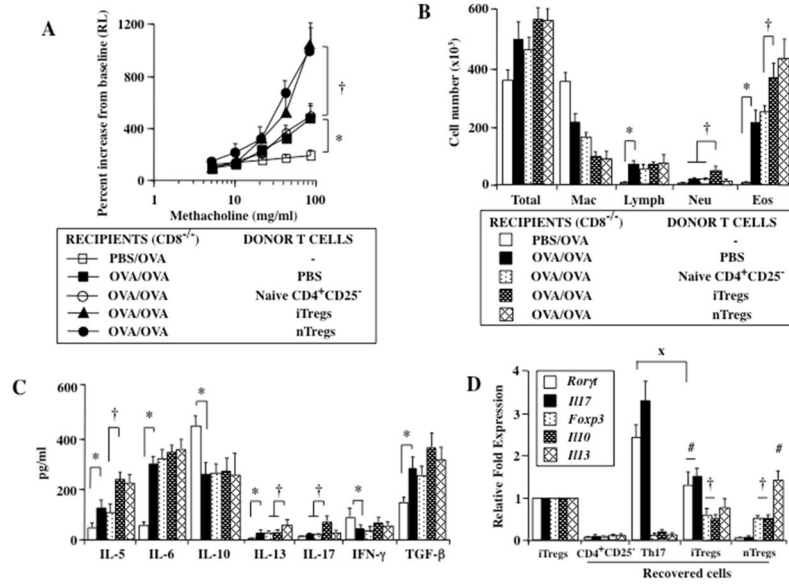 A
Percent increase from baseline (RL)
1200
800
400
0
†
*
1 5 10 100
Methacholine (mg/ml)
RECIPIENTS (CD8-/-) DONOR T CELLS
PBS/OVA -
OVA/OVA PBS
OVA/OVA Naive CD4+CD25-
OVA/OVA iTregs
OVA/OVA nTregs
B
Cell number (x10³)
600
400
200
0
* * † * †
Total Mac Lymph Neu Eos
RECIPIENTS (CD8-/-) DONOR T CELLS
PBS/OVA -
OVA/OVA PBS
OVA/OVA Naive CD4+CD25-
OVA/OVA iTregs
OVA/OVA nTregs
C
pg/ml
600
400
200
0
* † * * * † † * *
IL-5 IL-6 IL-10 IL-13 IL-17 IFN-γ TGF-β
D
Relative Fold Expression
4
3
2
1
0
Rorγt
Il17
Foxp3
Il10
Il13
x
# † † #
iTregs CD4+CD25- Th17 iTregs nTregs
Recovered cells